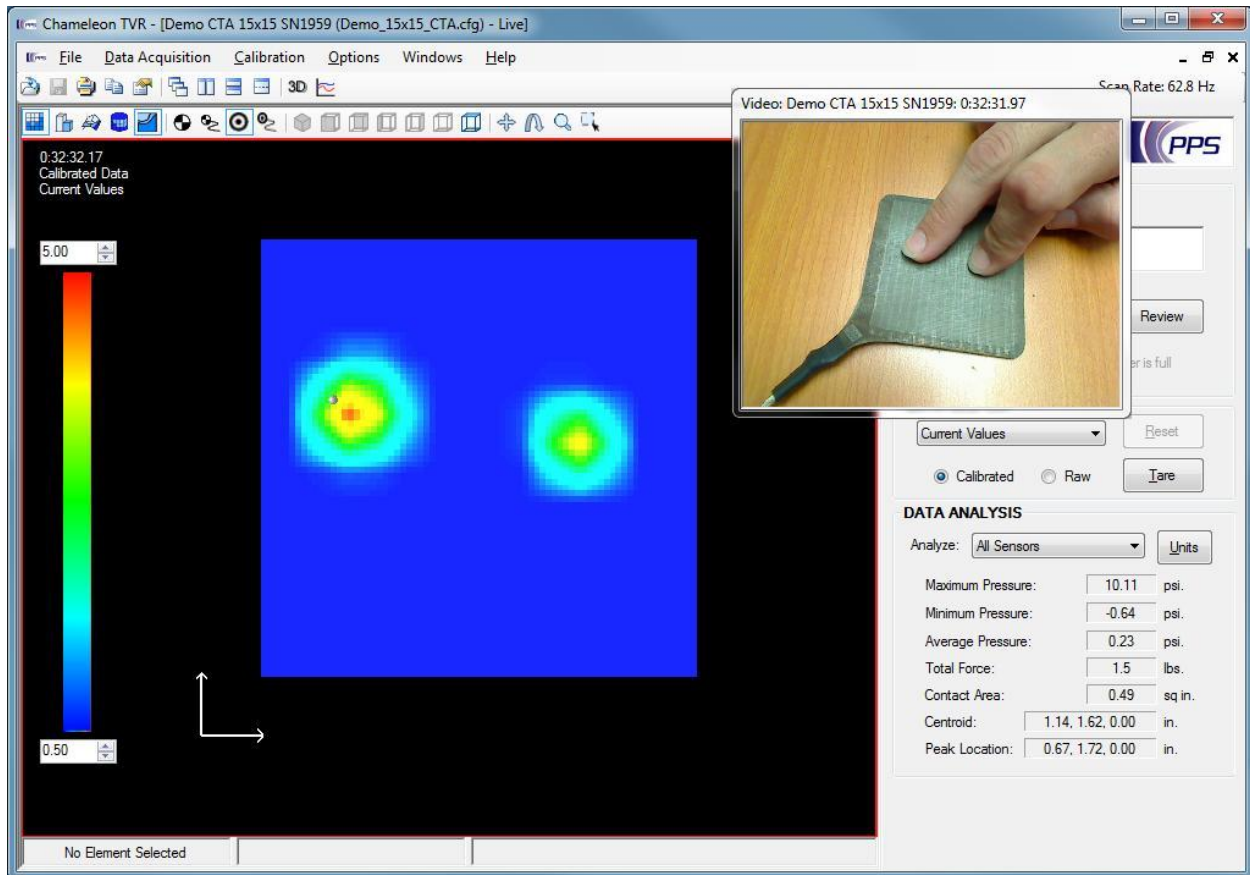 Chameleon TVR - [Demo CTA 15x15 SN1959 (Demo_15x15_CTA.cfg) - Live]
File Data Acquisition Calibration Options Windows Help
3D
Scan Rate: 62.8 Hz
Video: Demo CTA 15x15 SN1959: 0:32:31.97
PPS
0:32:32.17
Calibrated Data
Current Values
5.00
0.50
Review
er is full
Current Values Reset
Calibrated Raw Tare
DATA ANALYSIS
Analyze: All Sensors Units
Maximum Pressure: 10.11 psi.
Minimum Pressure: -0.64 psi.
Average Pressure: 0.23 psi.
Total Force: 1.5 lbs.
Contact Area: 0.49 sq in.
Centroid: 1.14, 1.62, 0.00 in.
Peak Location: 0.67, 1.72, 0.00 in.
No Element Selected